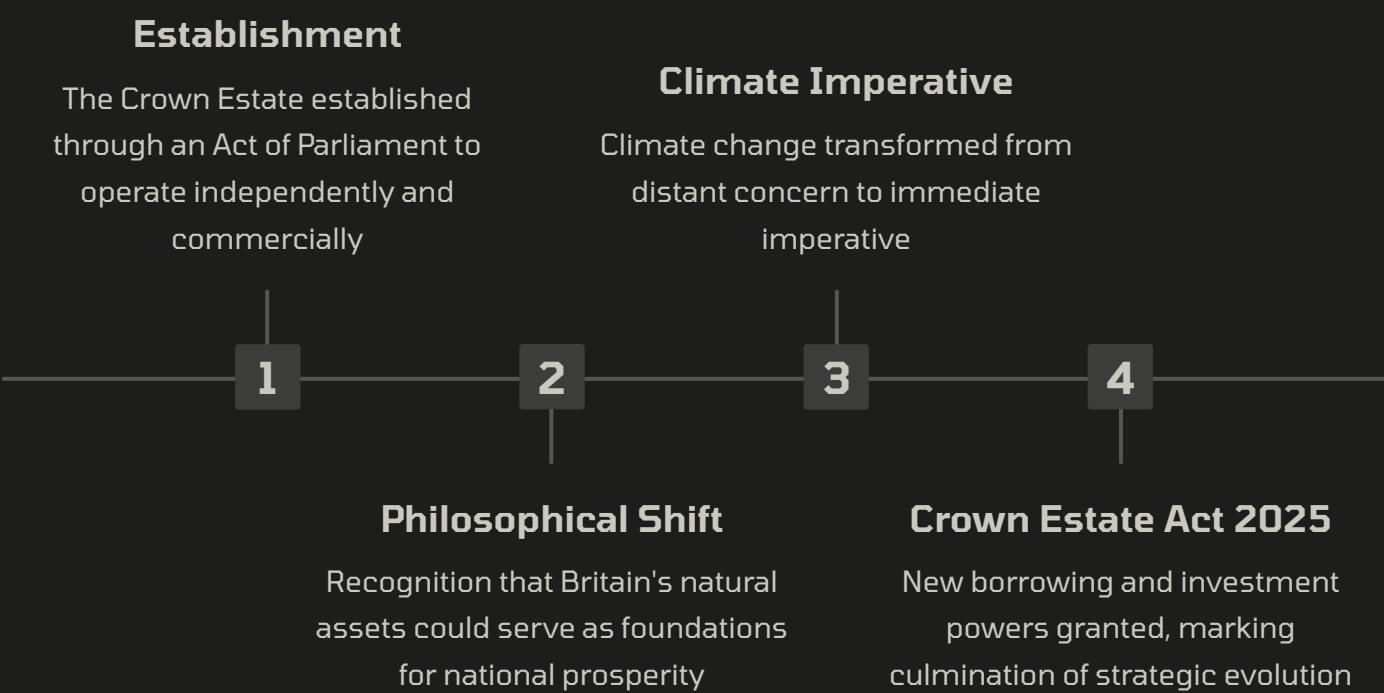 Establishment
The Crown Estate established
through an Act of Parliament to
operate independently and
commercially
Climate Imperative
Climate change transformed from
distant concern to immediate
imperative
1
2
3
4
Philosophical Shift
Recognition that Britain's natural
assets could serve as foundations
for national prosperity
Crown Estate Act 2025
New borrowing and investment
powers granted, marking
culmination of strategic evolution